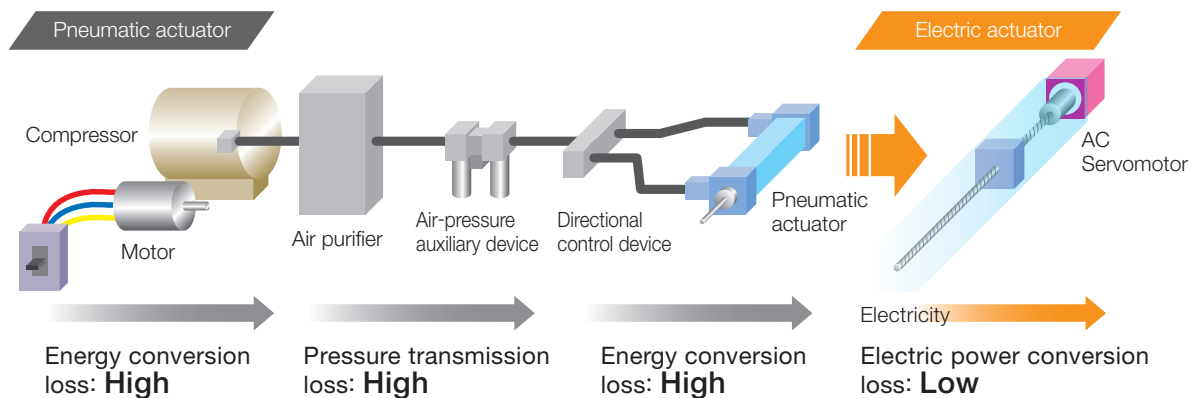 Pneumatic actuator
Electric actuator
Compressor
Motor
Air purifier
Air-pressure
auxiliary device
Directional
control device
Pneumatic
actuator
AC
Servomotor
Electricity
Energy conversion
loss: High
Pressure transmission
loss: High
Energy conversion
loss: High
Electric power conversion
loss: Low